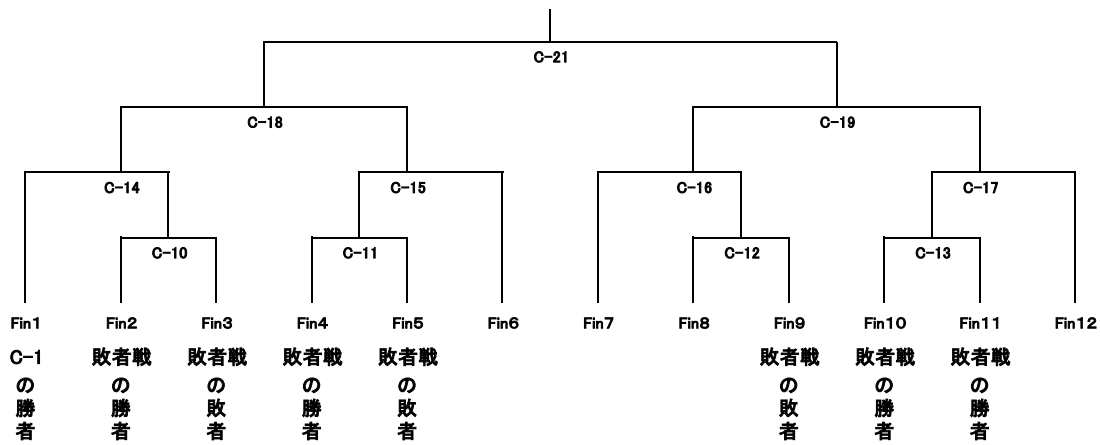 C-21
C-18 C-19
C-14 C-15 C-16 C-17
C-10 C-11 C-12 C-13
Fin1 Fin2 Fin3 Fin4 Fin5 Fin6 Fin7 Fin8 Fin9 Fin10 Fin11 Fin12
C-1の勝者 敗者戦の勝者 敗者戦の敗者 敗者戦の勝者 敗者戦の敗者 敗者戦の敗者 敗者戦の勝者 敗者戦の勝者